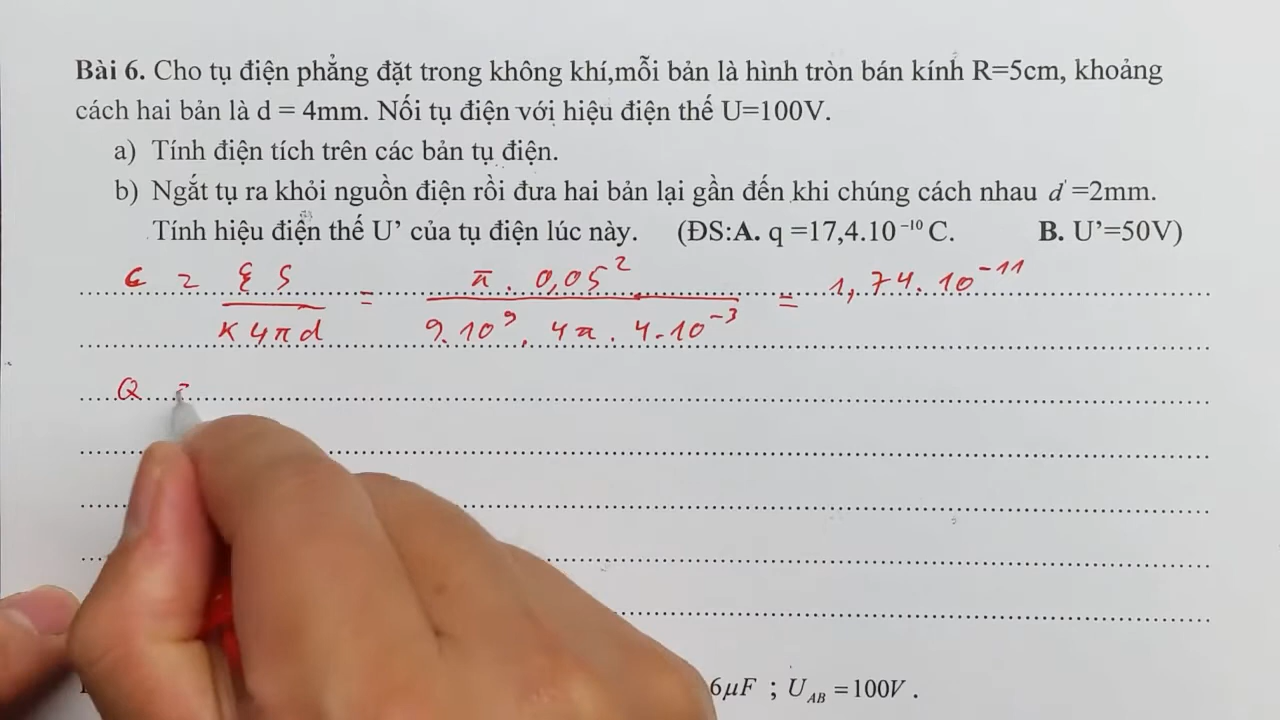 Bài 6. Cho tụ điện phẳng đặt trong không khí,mỗi bản là hình tròn bán kính R=5cm, khoảng
cách hai bản là d = 4mm. Nối tụ điện với hiệu điện thế U=100V.
a) Tính điện tích trên các bản tụ điện.
b) Ngắt tụ ra khỏi nguồn điện rồi đưa hai bản lại gần đến khi chúng cách nhau d'=2mm.
Tính hiệu điện thế U' của tụ điện lúc này. (ĐS:A. q =17,4.10⁻¹⁰ C. B. U'=50V)
C = εS / K4πd = π . 0,05² / 9.10⁹ . 4π . 4.10⁻³ = 1,74.10⁻¹¹
Q =
6μF ; U_AB = 100V .